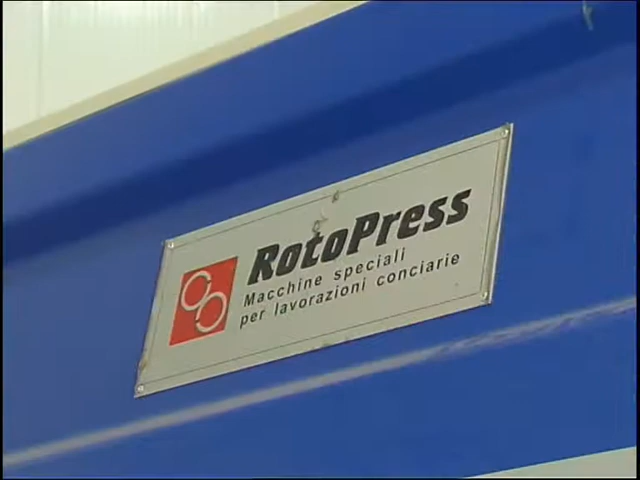 RotoPress
Macchine speciali
per lavorazioni conciarie